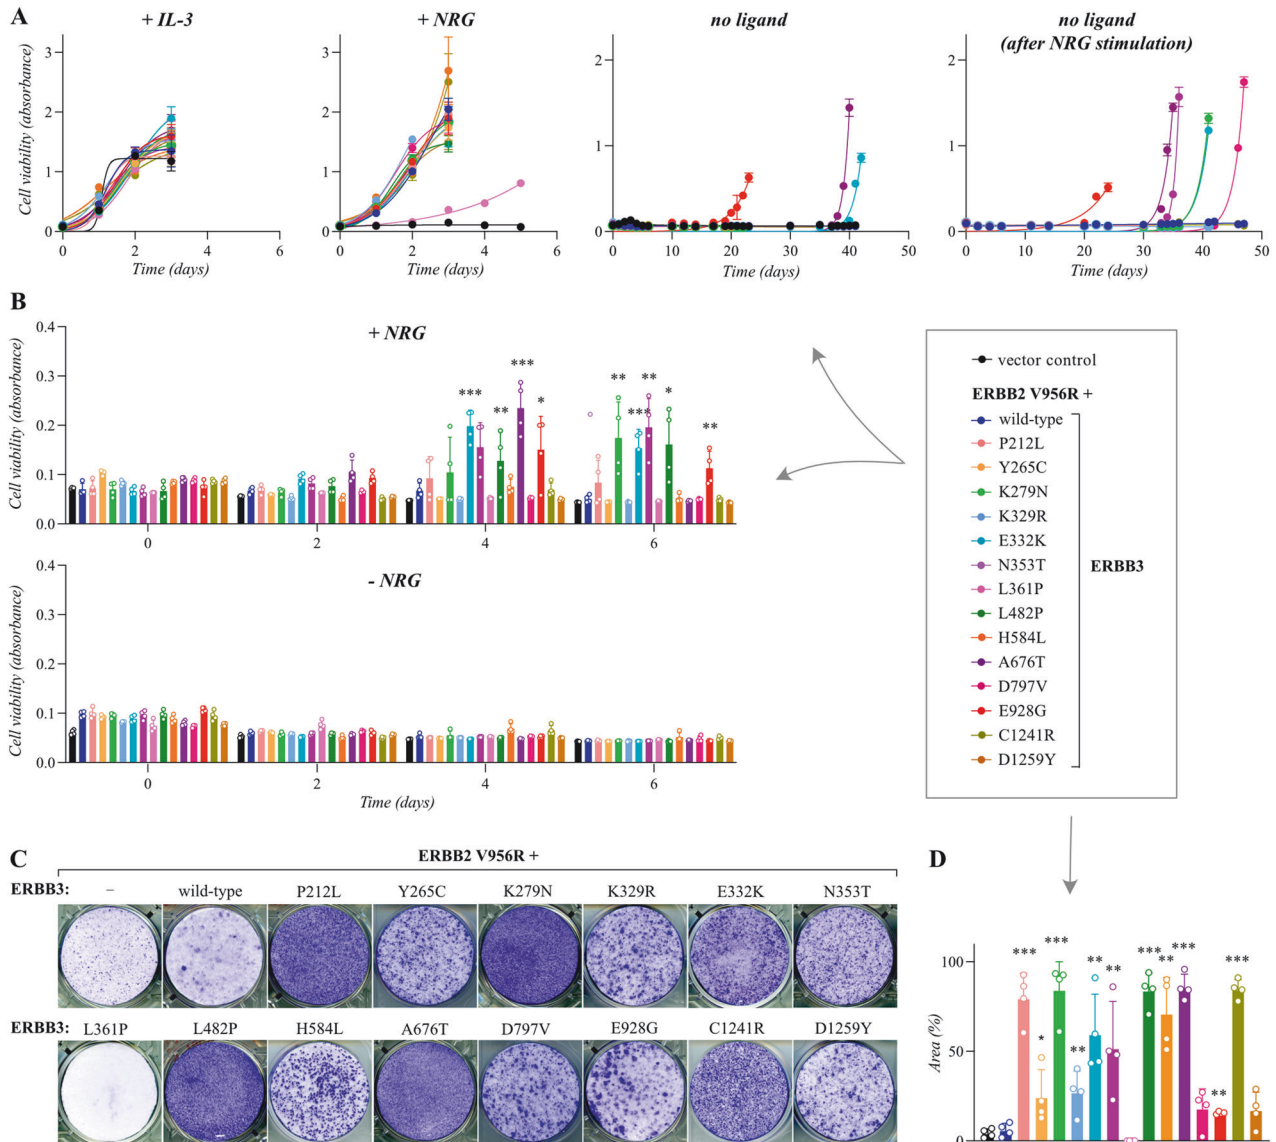 A
+ IL-3
+ NRG
no ligand
no ligand
(after NRG stimulation)
Cell viability (absorbance)
3
2
1
0
0
2
4
6
Time (days)
3
2
1
0
0
2
4
6
Time (days)
2
1
0
0
10
20
30
40
50
Time (days)
2
1
0
0
10
20
30
40
50
Time (days)
B
+ NRG
Cell viability (absorbance)
0.4
0.3
0.2
0.1
0.0
*** ** *** * ** *** ** * **
0
2
4
6
- NRG
Cell viability (absorbance)
0.4
0.3
0.2
0.1
0.0
0
2
4
6
Time (days)
vector control
ERBB2 V956R +
wild-type
P212L
Y265C
K279N
K329R
E332K
N353T
L361P
L482P
H584L
A676T
D797V
E928G
C1241R
D1259Y
ERBB3
C
ERBB2 V956R +
ERBB3: – wild-type P212L Y265C K279N K329R E332K N353T
ERBB3: L361P L482P H584L A676T D797V E928G C1241R D1259Y
D
Area (%)
100
50
0
*** * *** ** ** ** *** ** *** ** ***